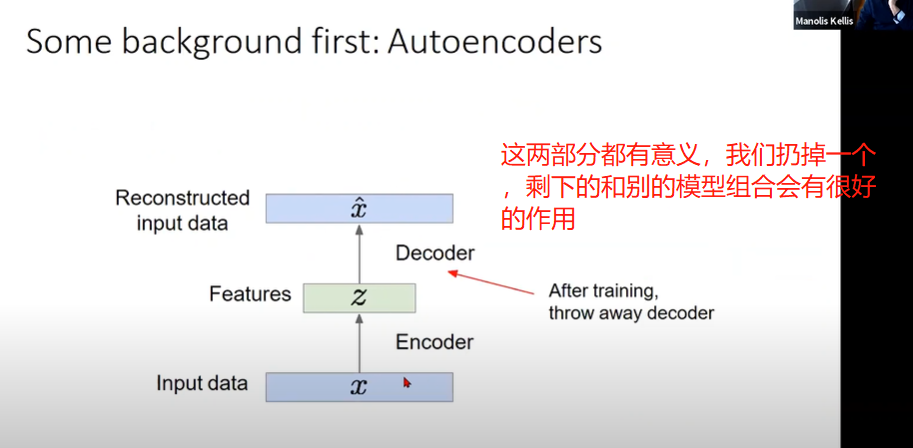 Manolis Kellis
Some background first: Autoencoders
这两部分都有意义，我们扔掉一个
，剩下的和别的模型组合会有很好
的作用
Reconstructed
input data
x̂
Decoder
Features
z
After training,
throw away decoder
Encoder
Input data
x